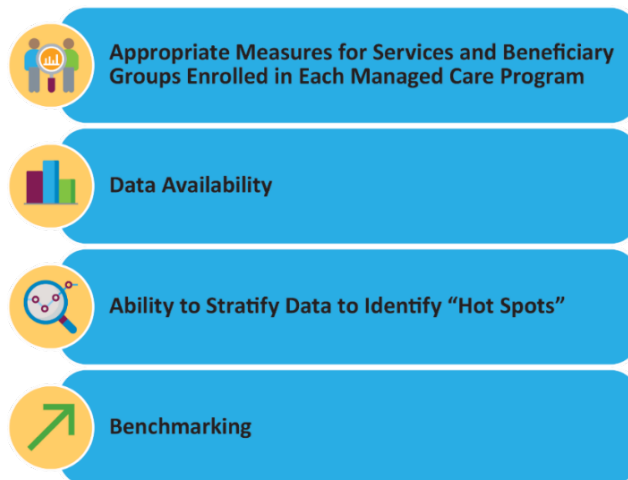 Appropriate Measures for Services and Beneficiary
Groups Enrolled in Each Managed Care Program
Data Availability
Ability to Stratify Data to Identify “Hot Spots”
Benchmarking